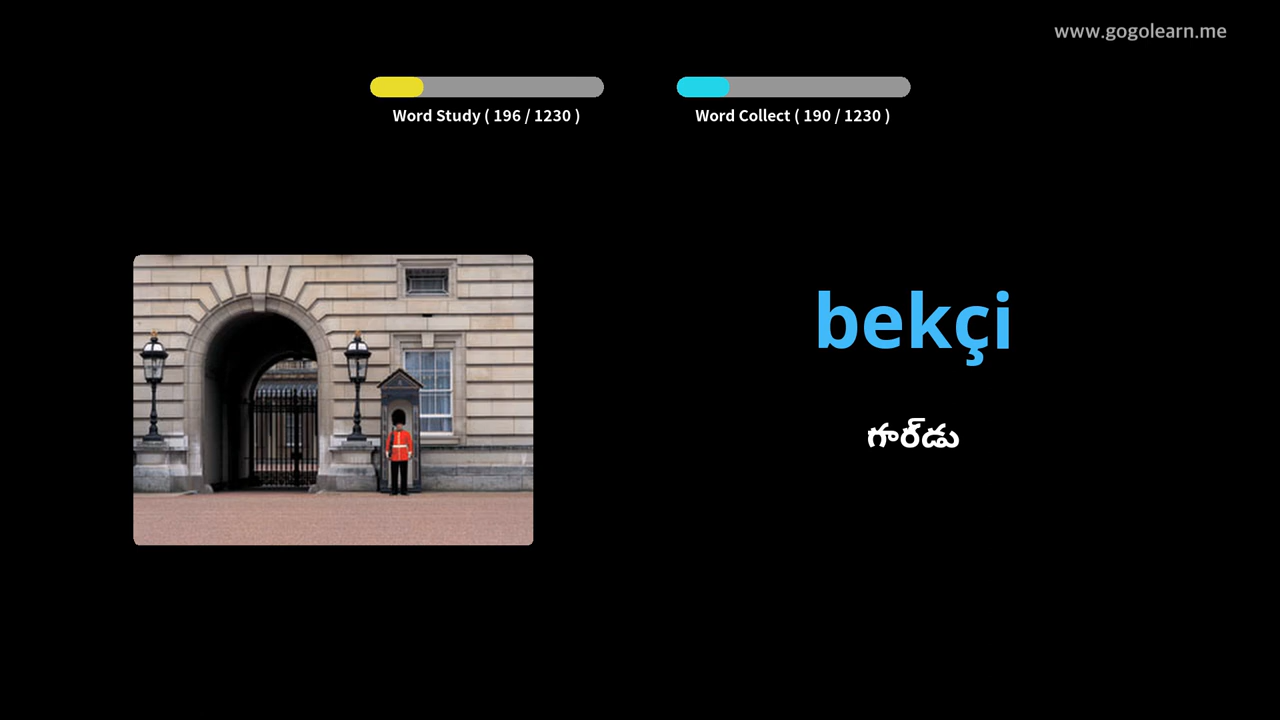 www.gogolearn.me
Word Study ( 196 / 1230 )
Word Collect ( 190 / 1230 )
bekçi
గార్డు